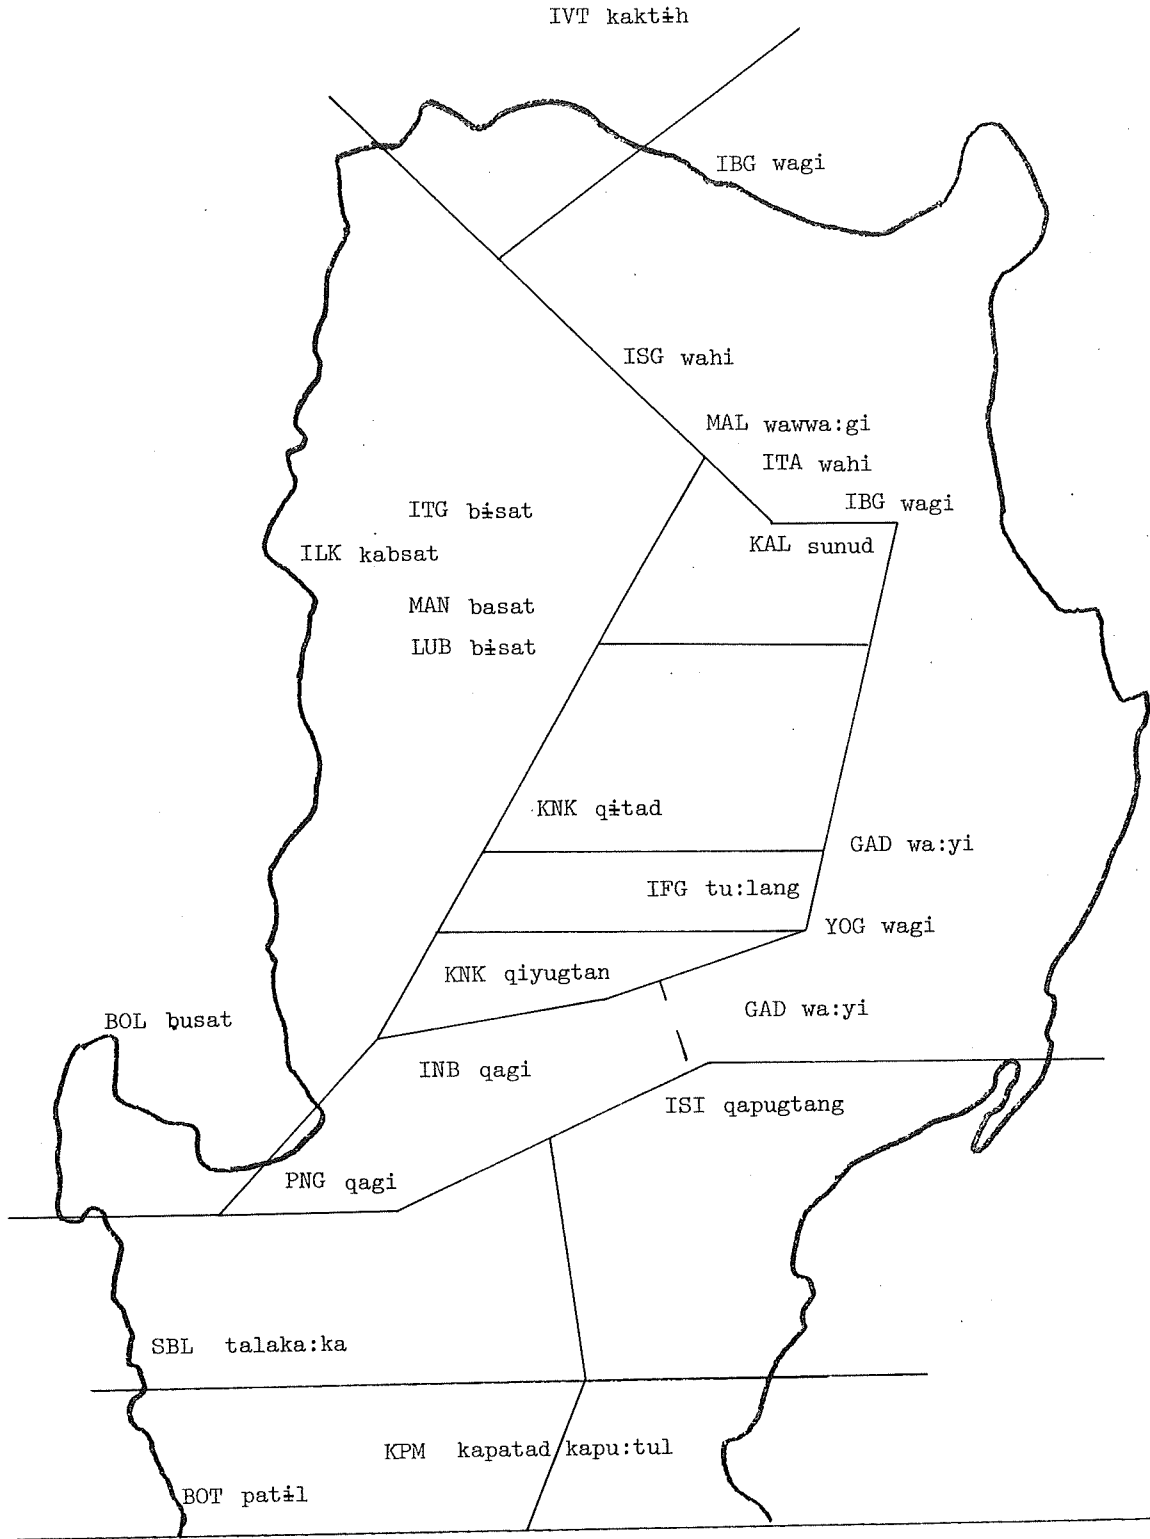 IVT kaktɨh
IBG wagi
ISG wahi
MAL wawwa:gi
ITA wahi
IBG wagi
ITG bɨsat
KAL sunud
ILK kabsat
MAN basat
LUB bɨsat
KNK qɨtad
GAD wa:yi
IFG tu:lang
YOG wagi
KNK qiyugtan
GAD wa:yi
BOL busat
INB qagi
ISI qapugtang
PNG qagi
SBL talaka:ka
KPM kapatad/kapu:tul
BOT patɨl